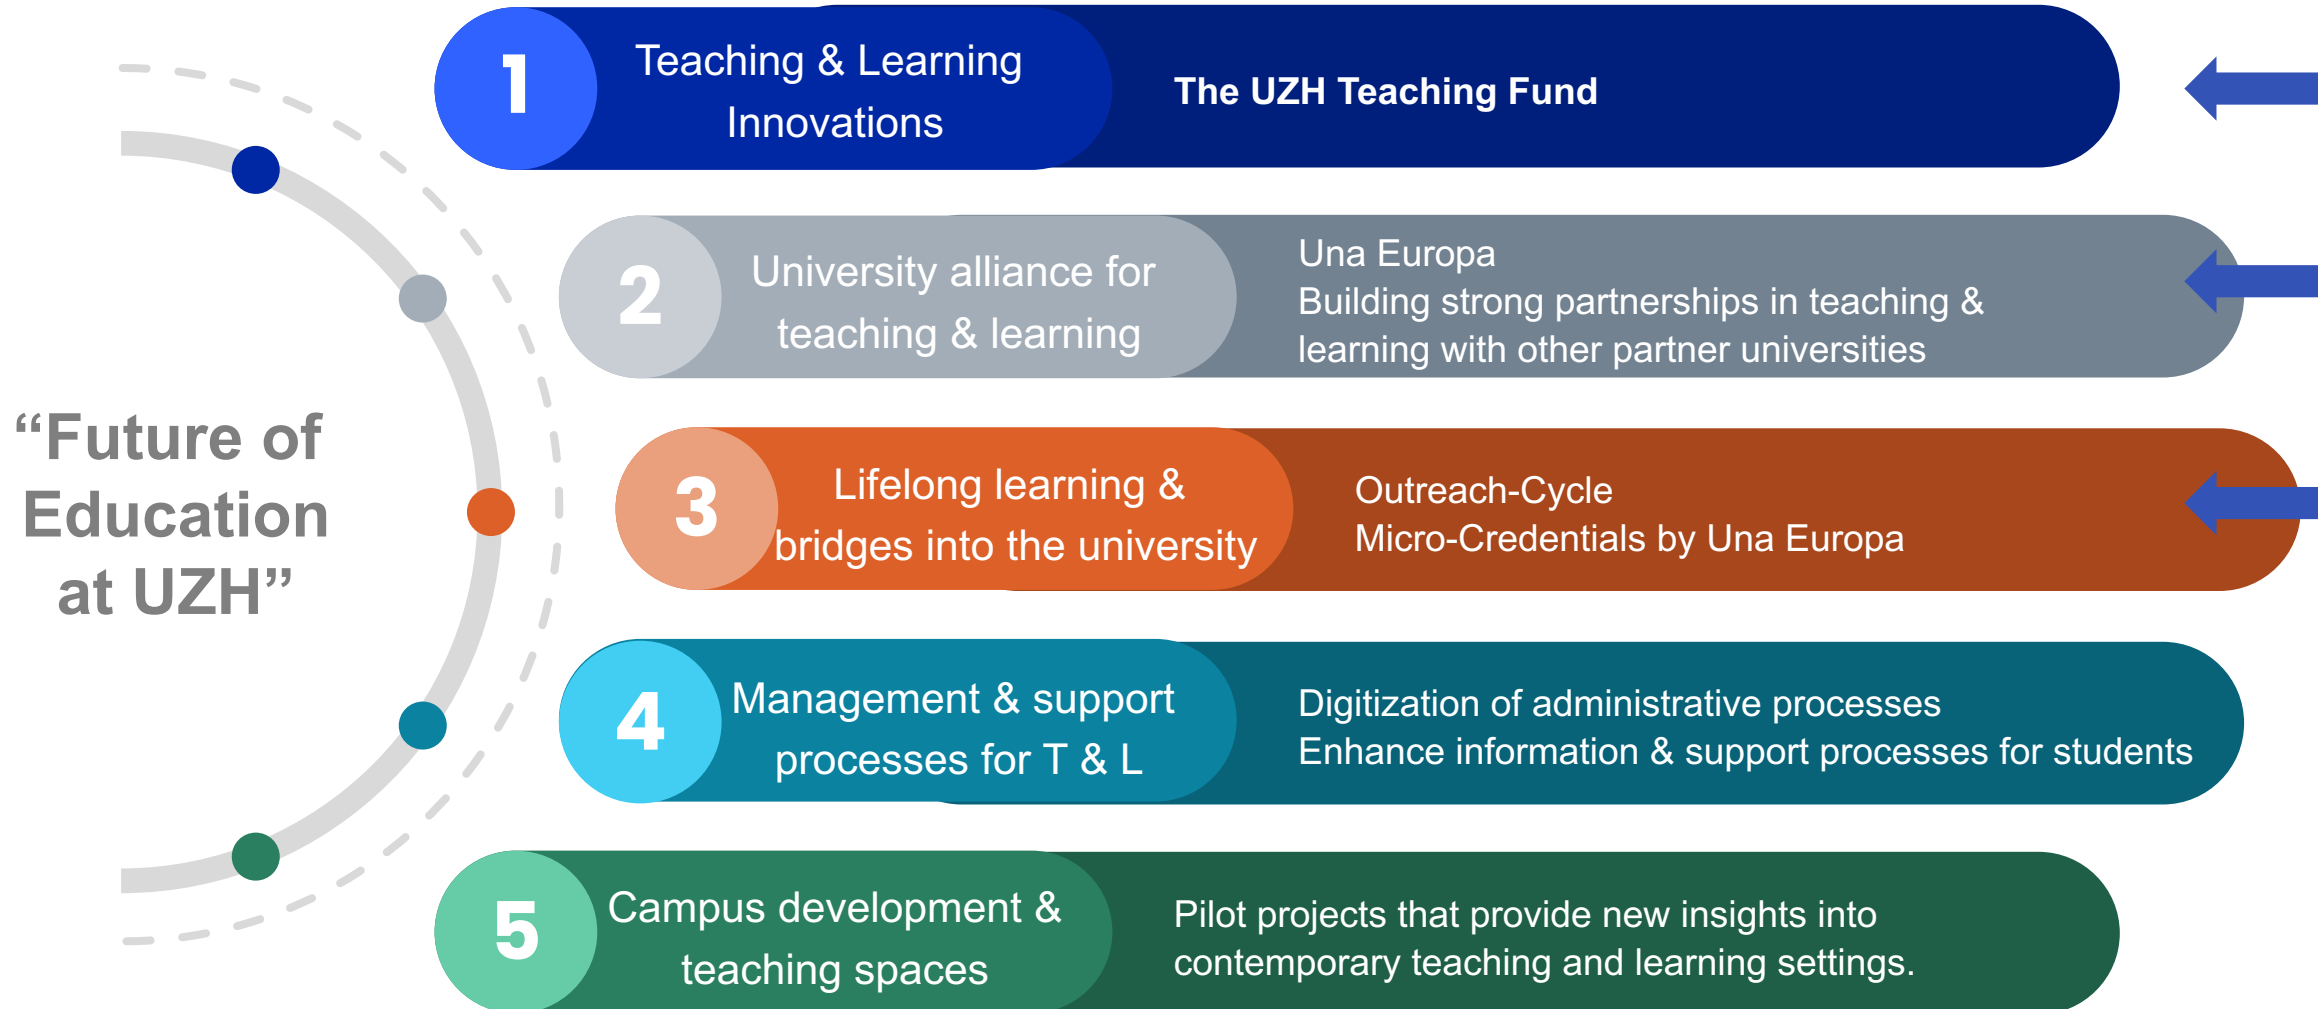 “Future of
Education
at UZH”
1
Teaching & Learning
Innovations
The UZH Teaching Fund
2
University alliance for
teaching & learning
Una Europa
Building strong partnerships in teaching &
learning with other partner universities
3
Lifelong learning &
bridges into the university
Outreach-Cycle
Micro-Credentials by Una Europa
4
Management & support
processes for T & L
Digitization of administrative processes
Enhance information & support processes for students
5
Campus development &
teaching spaces
Pilot projects that provide new insights into
contemporary teaching and learning settings.